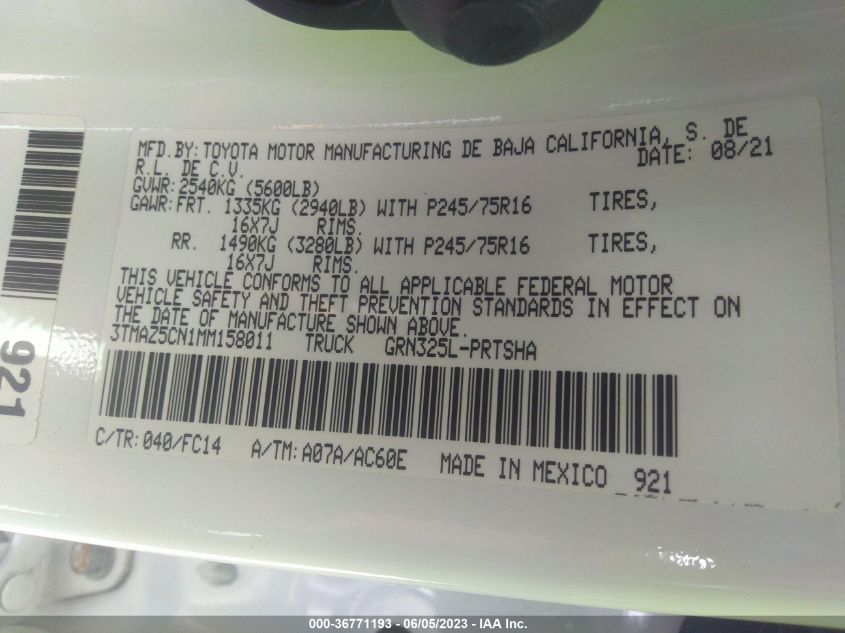 MFD.BY:TOYOTA MOTOR MANUFACTURING DE BAJA CALIFORNIA, S. DE
R.L. DE C.V. DATE: 08/21
GVWR:2540KG (5600LB)
GAWR:FRT. 1335KG (2940LB) WITH P245/75R16 TIRES,
16X7J RIMS.
RR. 1490KG (3280LB) WITH P245/75R16 TIRES,
16X7J RIMS.
THIS VEHICLE CONFORMS TO ALL APPLICABLE FEDERAL MOTOR
VEHICLE SAFETY AND THEFT PREVENTION STANDARDS IN EFFECT ON
THE DATE OF MANUFACTURE SHOWN ABOVE.
3TMAZ5CN1MM158011 TRUCK GRN325L-PRTSHA
C/TR:040/FC14 A/TM:A07A/AC60E MADE IN MEXICO 921
921
000-36771193 - 06/05/2023 - IAA Inc.